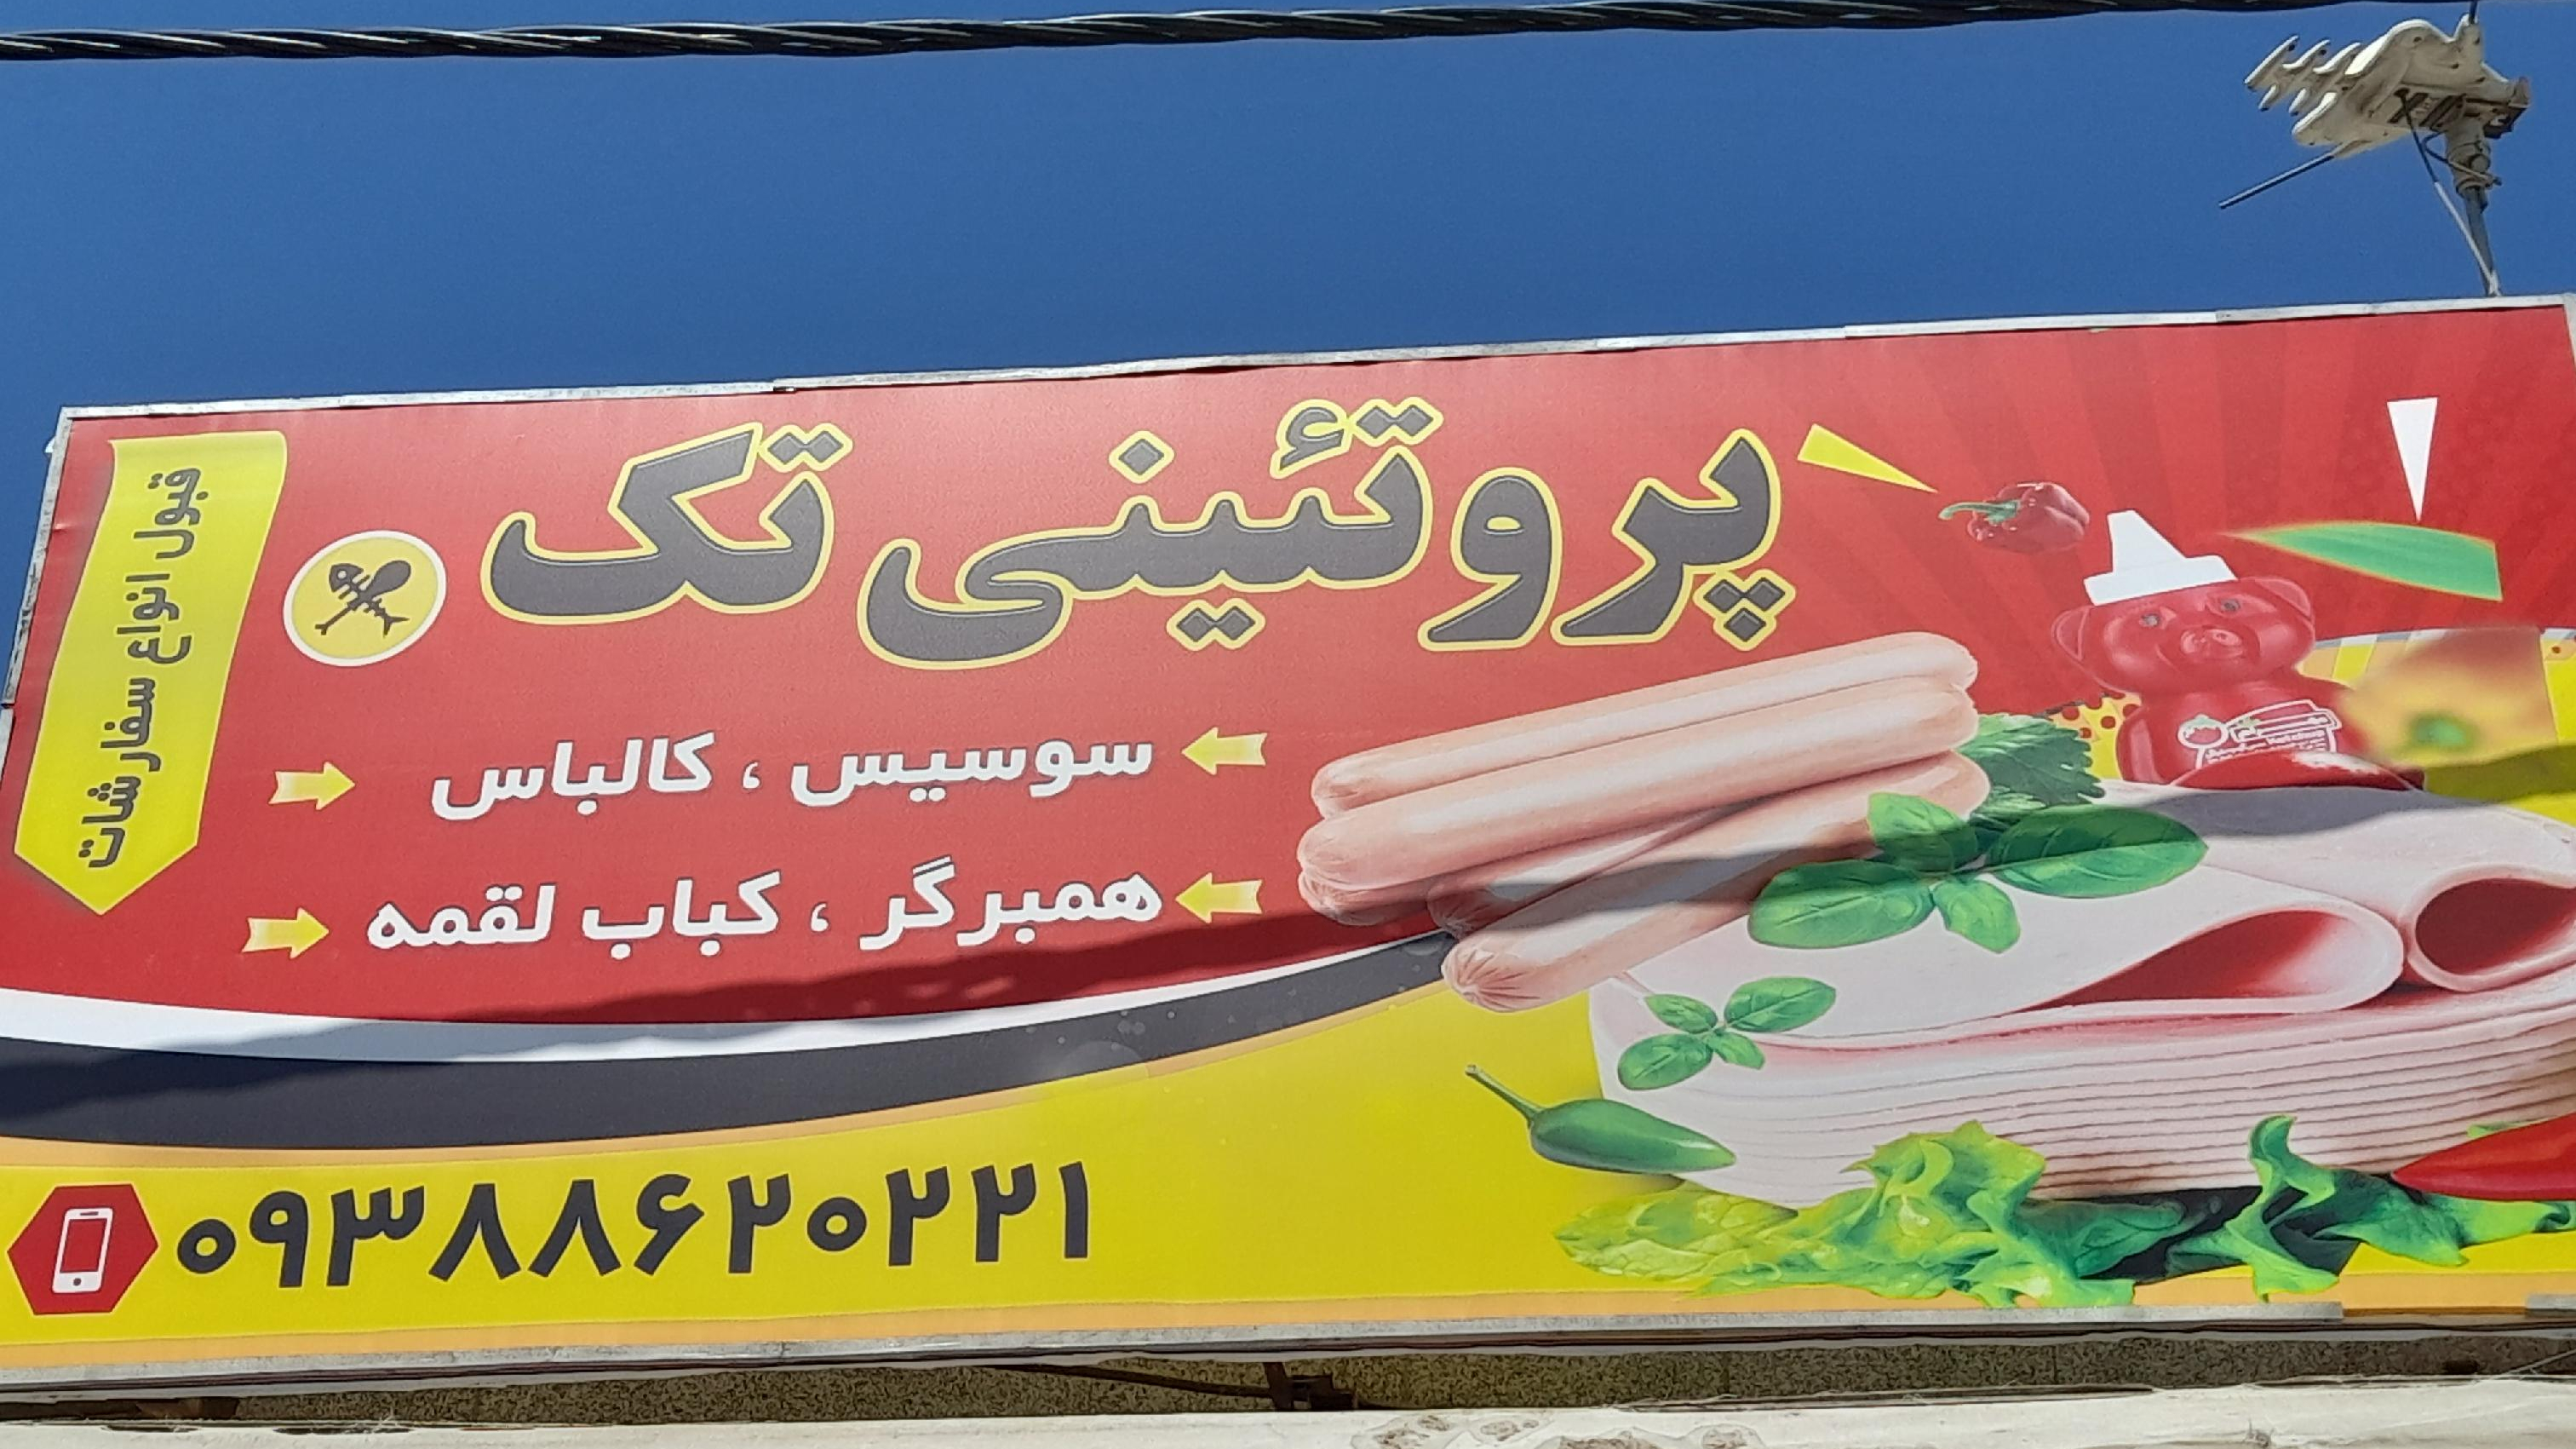 پروتئینی تک
قبول انواع سفارشات
سوسیس ، کالباس
همبرگر ، کباب لقمه
۰۹۳۸۸۶۲۰۲۲۱